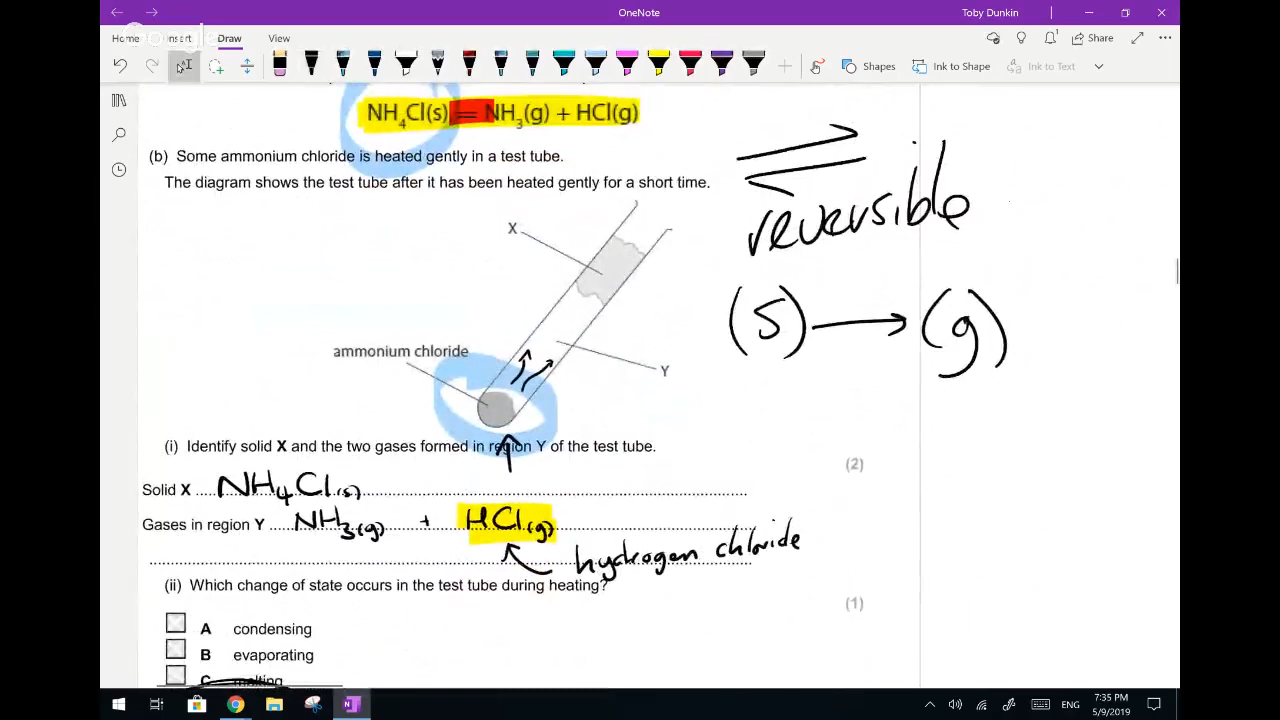 OneNote
Toby Dunkin
Home Insert Draw View
Share
Shapes
Ink to Shape
Ink to Text
NH₄Cl(s) ═ NH₃(g) + HCl(g)
(b) Some ammonium chloride is heated gently in a test tube.
The diagram shows the test tube after it has been heated gently for a short time.
reversible
X
(s) → (g)
ammonium chloride
Y
(i) Identify solid X and the two gases formed in region Y of the test tube.
(2)
Solid X NH₄Cl(s)
Gases in region Y NH₃(g) + HCl(g)
hydrogen chloride
(ii) Which change of state occurs in the test tube during heating?
(1)
A condensing
B evaporating
C melting
ENG
7:35 PM
5/9/2019